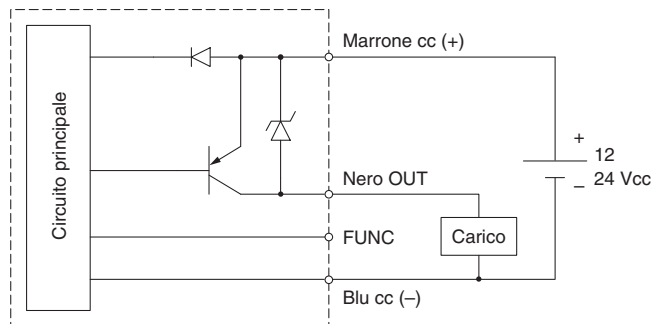 Circuito principale
Marrone cc (+)
Nero OUT
FUNC
Blu cc (–)
Carico
+
12
– 24 Vcc